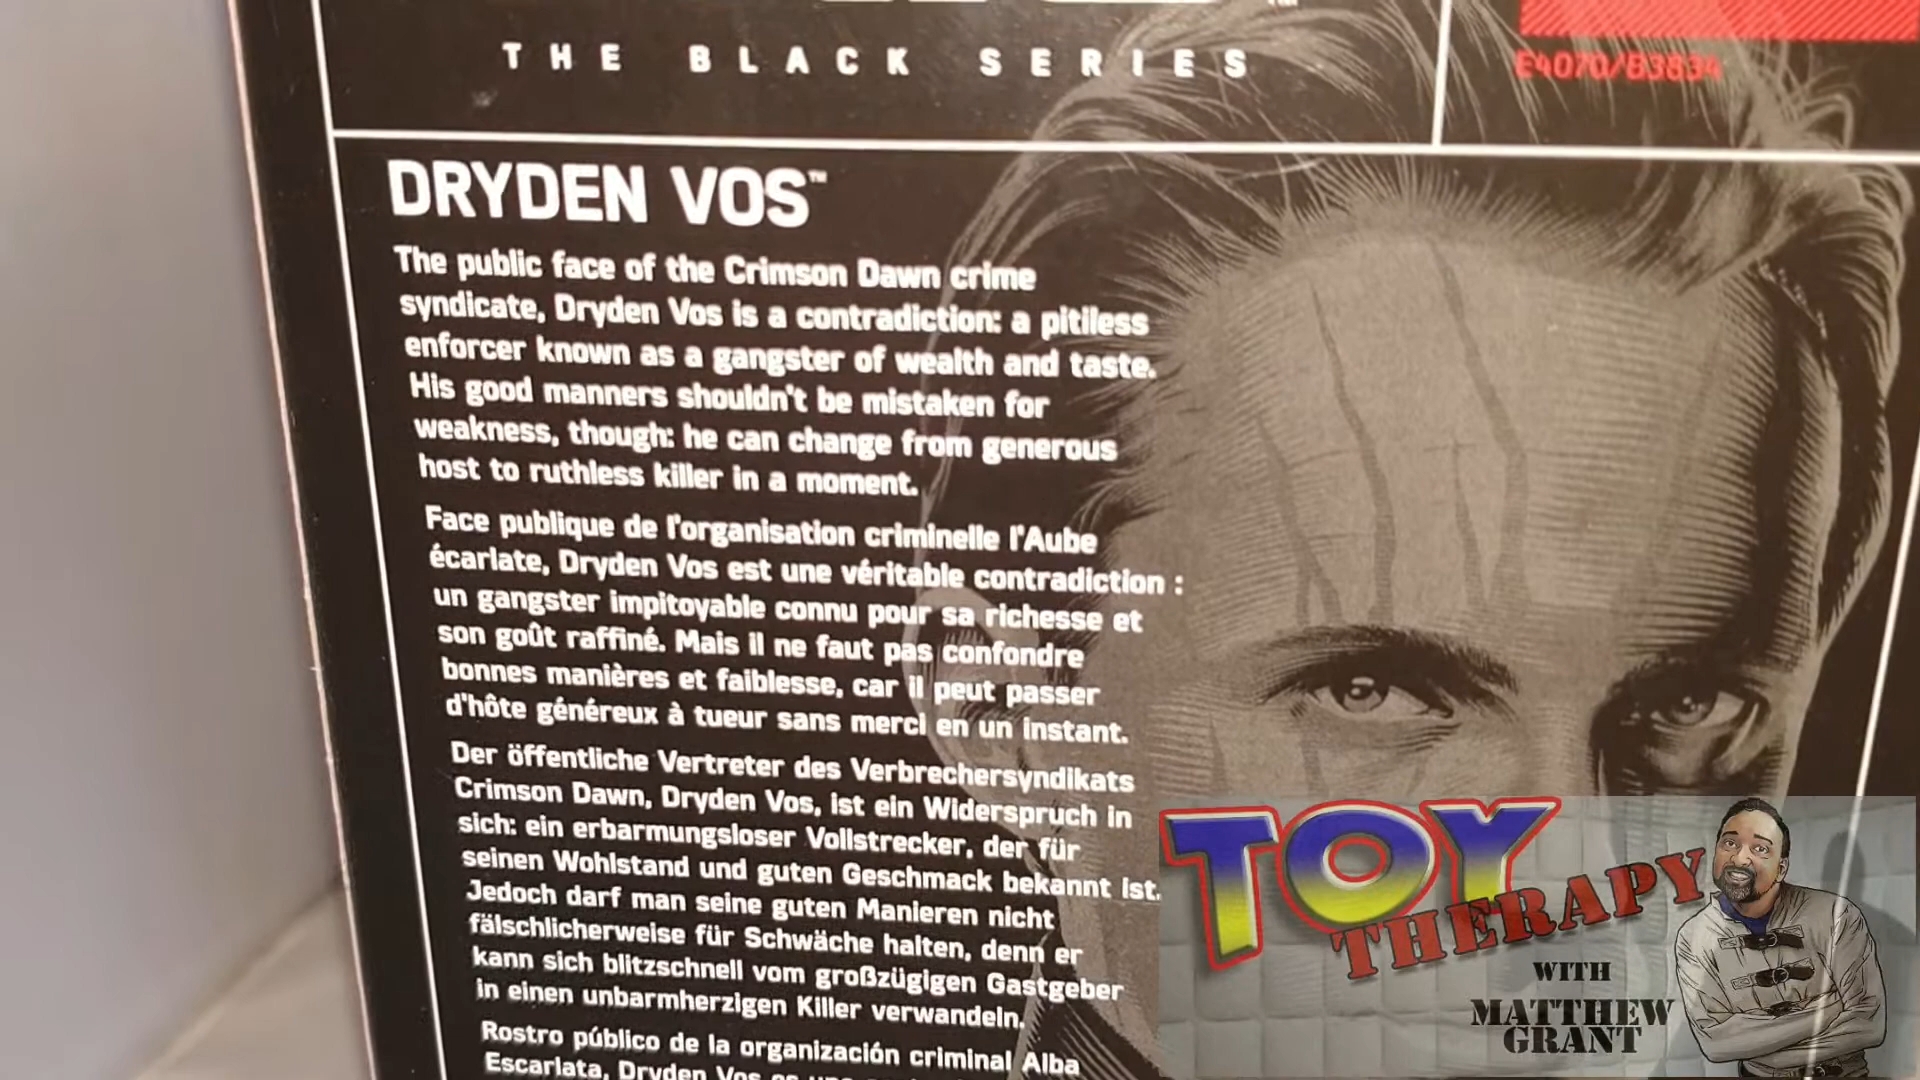 THE BLACK SERIES
E4070/B3834
DRYDEN VOS™
The public face of the Crimson Dawn crime
syndicate, Dryden Vos is a contradiction: a pitiless
enforcer known as a gangster of wealth and taste.
His good manners shouldn't be mistaken for
weakness, though: he can change from generous
host to ruthless killer in a moment.
Face publique de l'organisation criminelle l'Aube
écarlate, Dryden Vos est une véritable contradiction :
un gangster impitoyable connu pour sa richesse et
son goût raffiné. Mais il ne faut pas confondre
bonnes manières et faiblesse, car il peut passer
d'hôte généreux à tueur sans merci en un instant.
Der öffentliche Vertreter des Verbrechersyndikats
Crimson Dawn, Dryden Vos, ist ein Widerspruch in
sich: ein erbarmungsloser Vollstrecker, der für
seinen Wohlstand und guten Geschmack bekannt ist.
Jedoch darf man seine guten Manieren nicht
fälschlicherweise für Schwäche halten, denn er
kann sich blitzschnell vom großzügigen Gastgeber
in einen unbarmherzigen Killer verwandeln.
Rostro público de la organización criminal Alba
Escarlata, Dryden Vos es
TOY
THERAPY
WITH
MATTHEW
GRANT